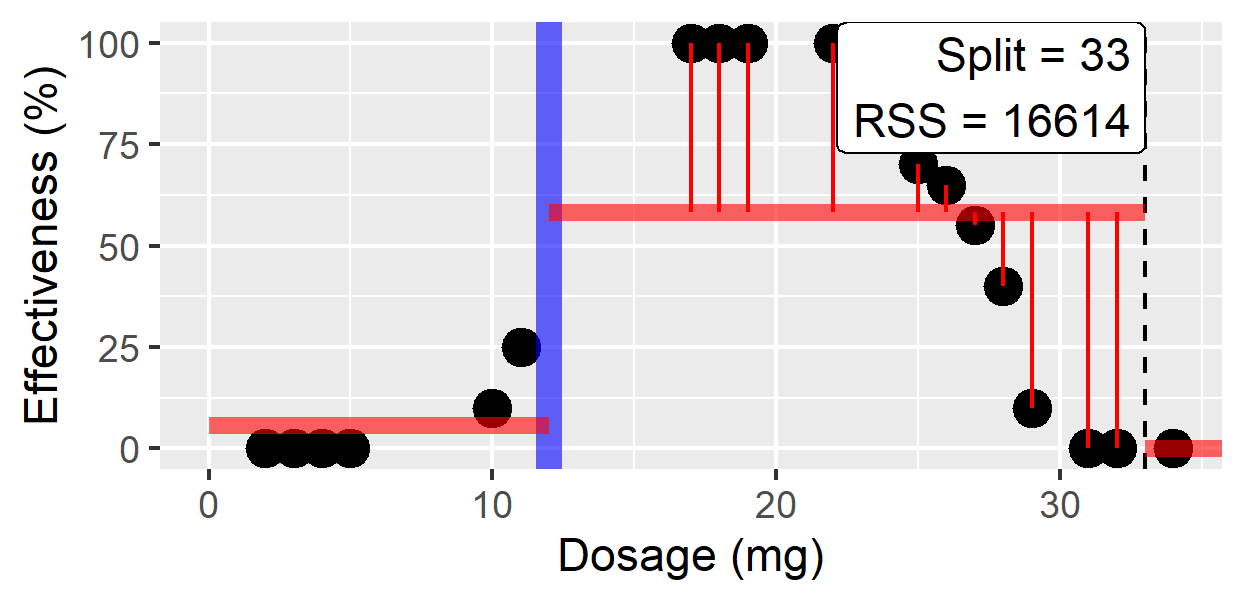 Split = 33
RSS = 16614
100
75
50
25
0
Effectiveness (%)
0 10 20 30
Dosage (mg)